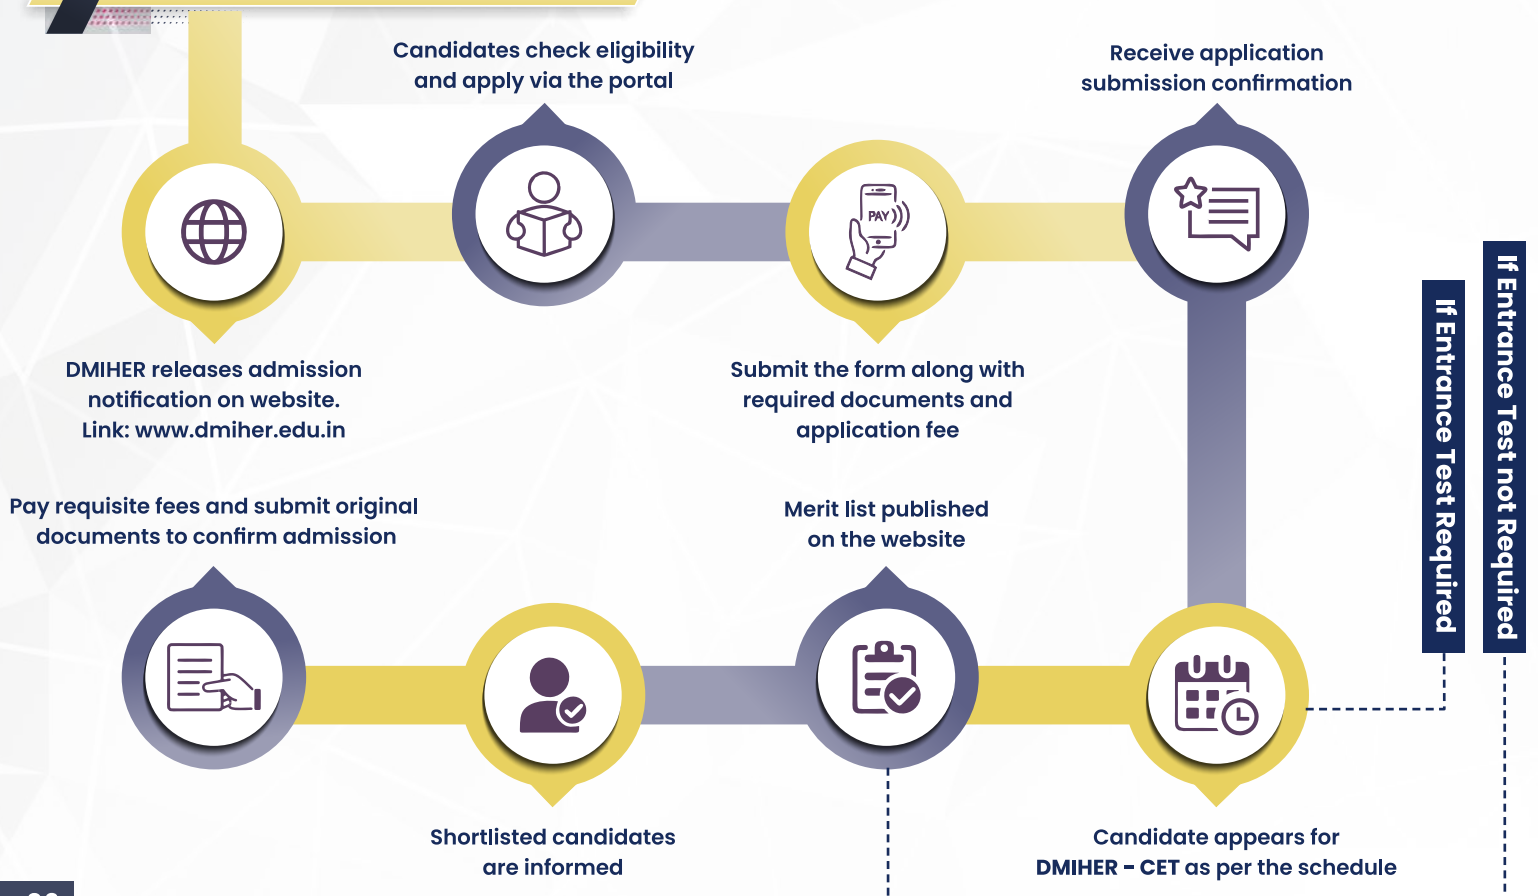 Candidates check eligibility
and apply via the portal
Receive application
submission confirmation
PAY
DMIHER releases admission
notification on website.
Link: www.dmiher.edu.in
Submit the form along with
required documents and
application fee
If Entrance Test Required
If Entrance Test not Required
Pay requisite fees and submit original
documents to confirm admission
Merit list published
on the website
Shortlisted candidates
are informed
Candidate appears for
DMIHER - CET as per the schedule